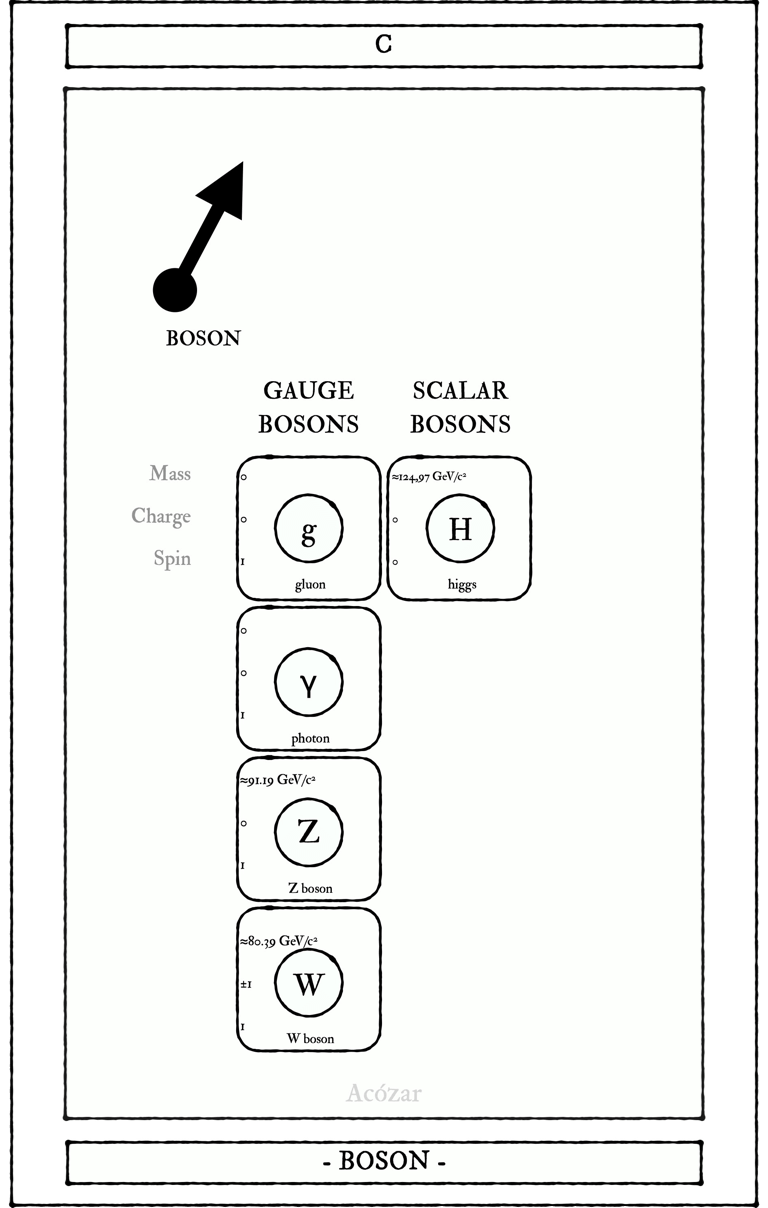 C
BOSON
GAUGE
BOSONS
SCALAR
BOSONS
Mass
Charge
Spin
0
0
1
g
gluon
≈124,97 GeV/c²
0
0
H
higgs
0
0
1
γ
photon
≈91.19 GeV/c²
0
1
Z
Z boson
≈80.39 GeV/c²
±1
1
W
W boson
Acózar
- BOSON -